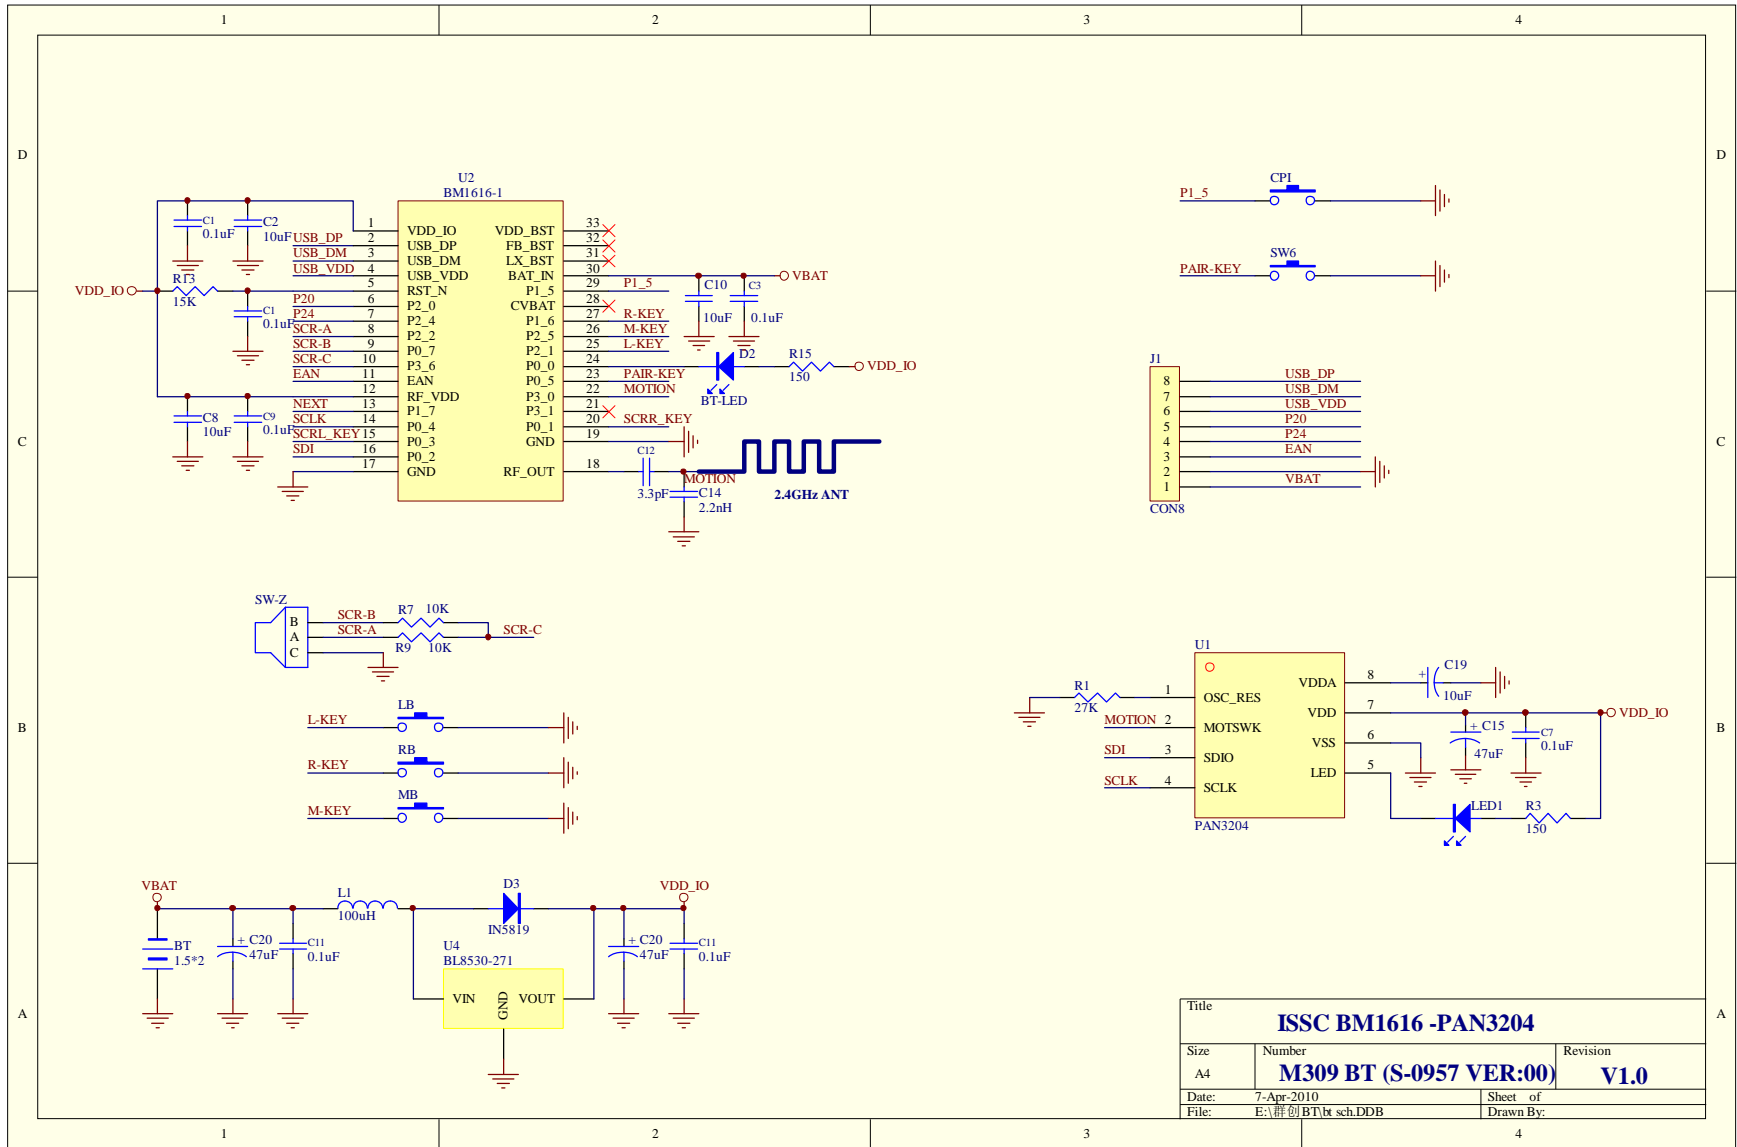 1
2
3
4
D
D
C
C
B
B
A
A
U2
BM1616-1
1
VDD_IO
2
USB_DP
3
USB_DM
4
USB_VDD
5
RST_N
6
P2_0
7
P2_4
8
P2_2
9
P0_7
10
P3_6
11
EAN
12
RF_VDD
13
P1_7
14
P0_4
15
P0_3
16
P0_2
17
GND
33
VDD_BST
32
FB_BST
31
LX_BST
30
BAT_IN
29
P1_5
28
CVBAT
27
P1_6
26
P2_5
25
P2_1
24
P0_0
23
P0_5
22
P3_0
21
P3_1
20
P0_1
19
GND
18
RF_OUT
C1
0.1uF
C2
10uF
USB_DP
USB_DM
USB_VDD
VDD_IO
R13
15K
C1
0.1uF
P20
P24
SCR-A
SCR-B
SCR-C
EAN
C8
10uF
C9
0.1uF
NEXT
SCLK
SCRL_KEY
SDI
VBAT
P1_5
C10
10uF
C3
0.1uF
R-KEY
M-KEY
L-KEY
D2
BT-LED
R15
150
VDD_IO
PAIR-KEY
MOTION
SCRR_KEY
C12
3.3pF
MOTION
C14
2.2nH
2.4GHz ANT
P1_5
CPI
PAIR-KEY
SW6
J1
8
USB_DP
7
USB_DM
6
USB_VDD
5
P20
4
P24
3
EAN
2
1
VBAT
CON8
SW-Z
B
A
C
SCR-B
R7
10K
SCR-A
R9
10K
SCR-C
L-KEY
LB
R-KEY
RB
M-KEY
MB
U1
PAN3204
R1
27K
1
OSC_RES
MOTION
2
MOTSWK
SDI
3
SDIO
SCLK
4
SCLK
8
VDDA
7
VDD
6
VSS
5
LED
+
C19
10uF
VDD_IO
+ C15
47uF
C7
0.1uF
LED1
R3
150
VBAT
BT
1.5*2
+ C20
47uF
C11
0.1uF
L1
100uH
D3
IN5819
U4
BL8530-271
VIN
GND
VOUT
VDD_IO
+ C20
47uF
C11
0.1uF
Title
ISSC BM1616 -PAN3204
Size
A4
Number
M309 BT (S-0957 VER:00)
Revision
V1.0
Date:
7-Apr-2010
Sheet of
File:
E:\群创BT\bt sch.DDB
Drawn By:
1
2
3
4